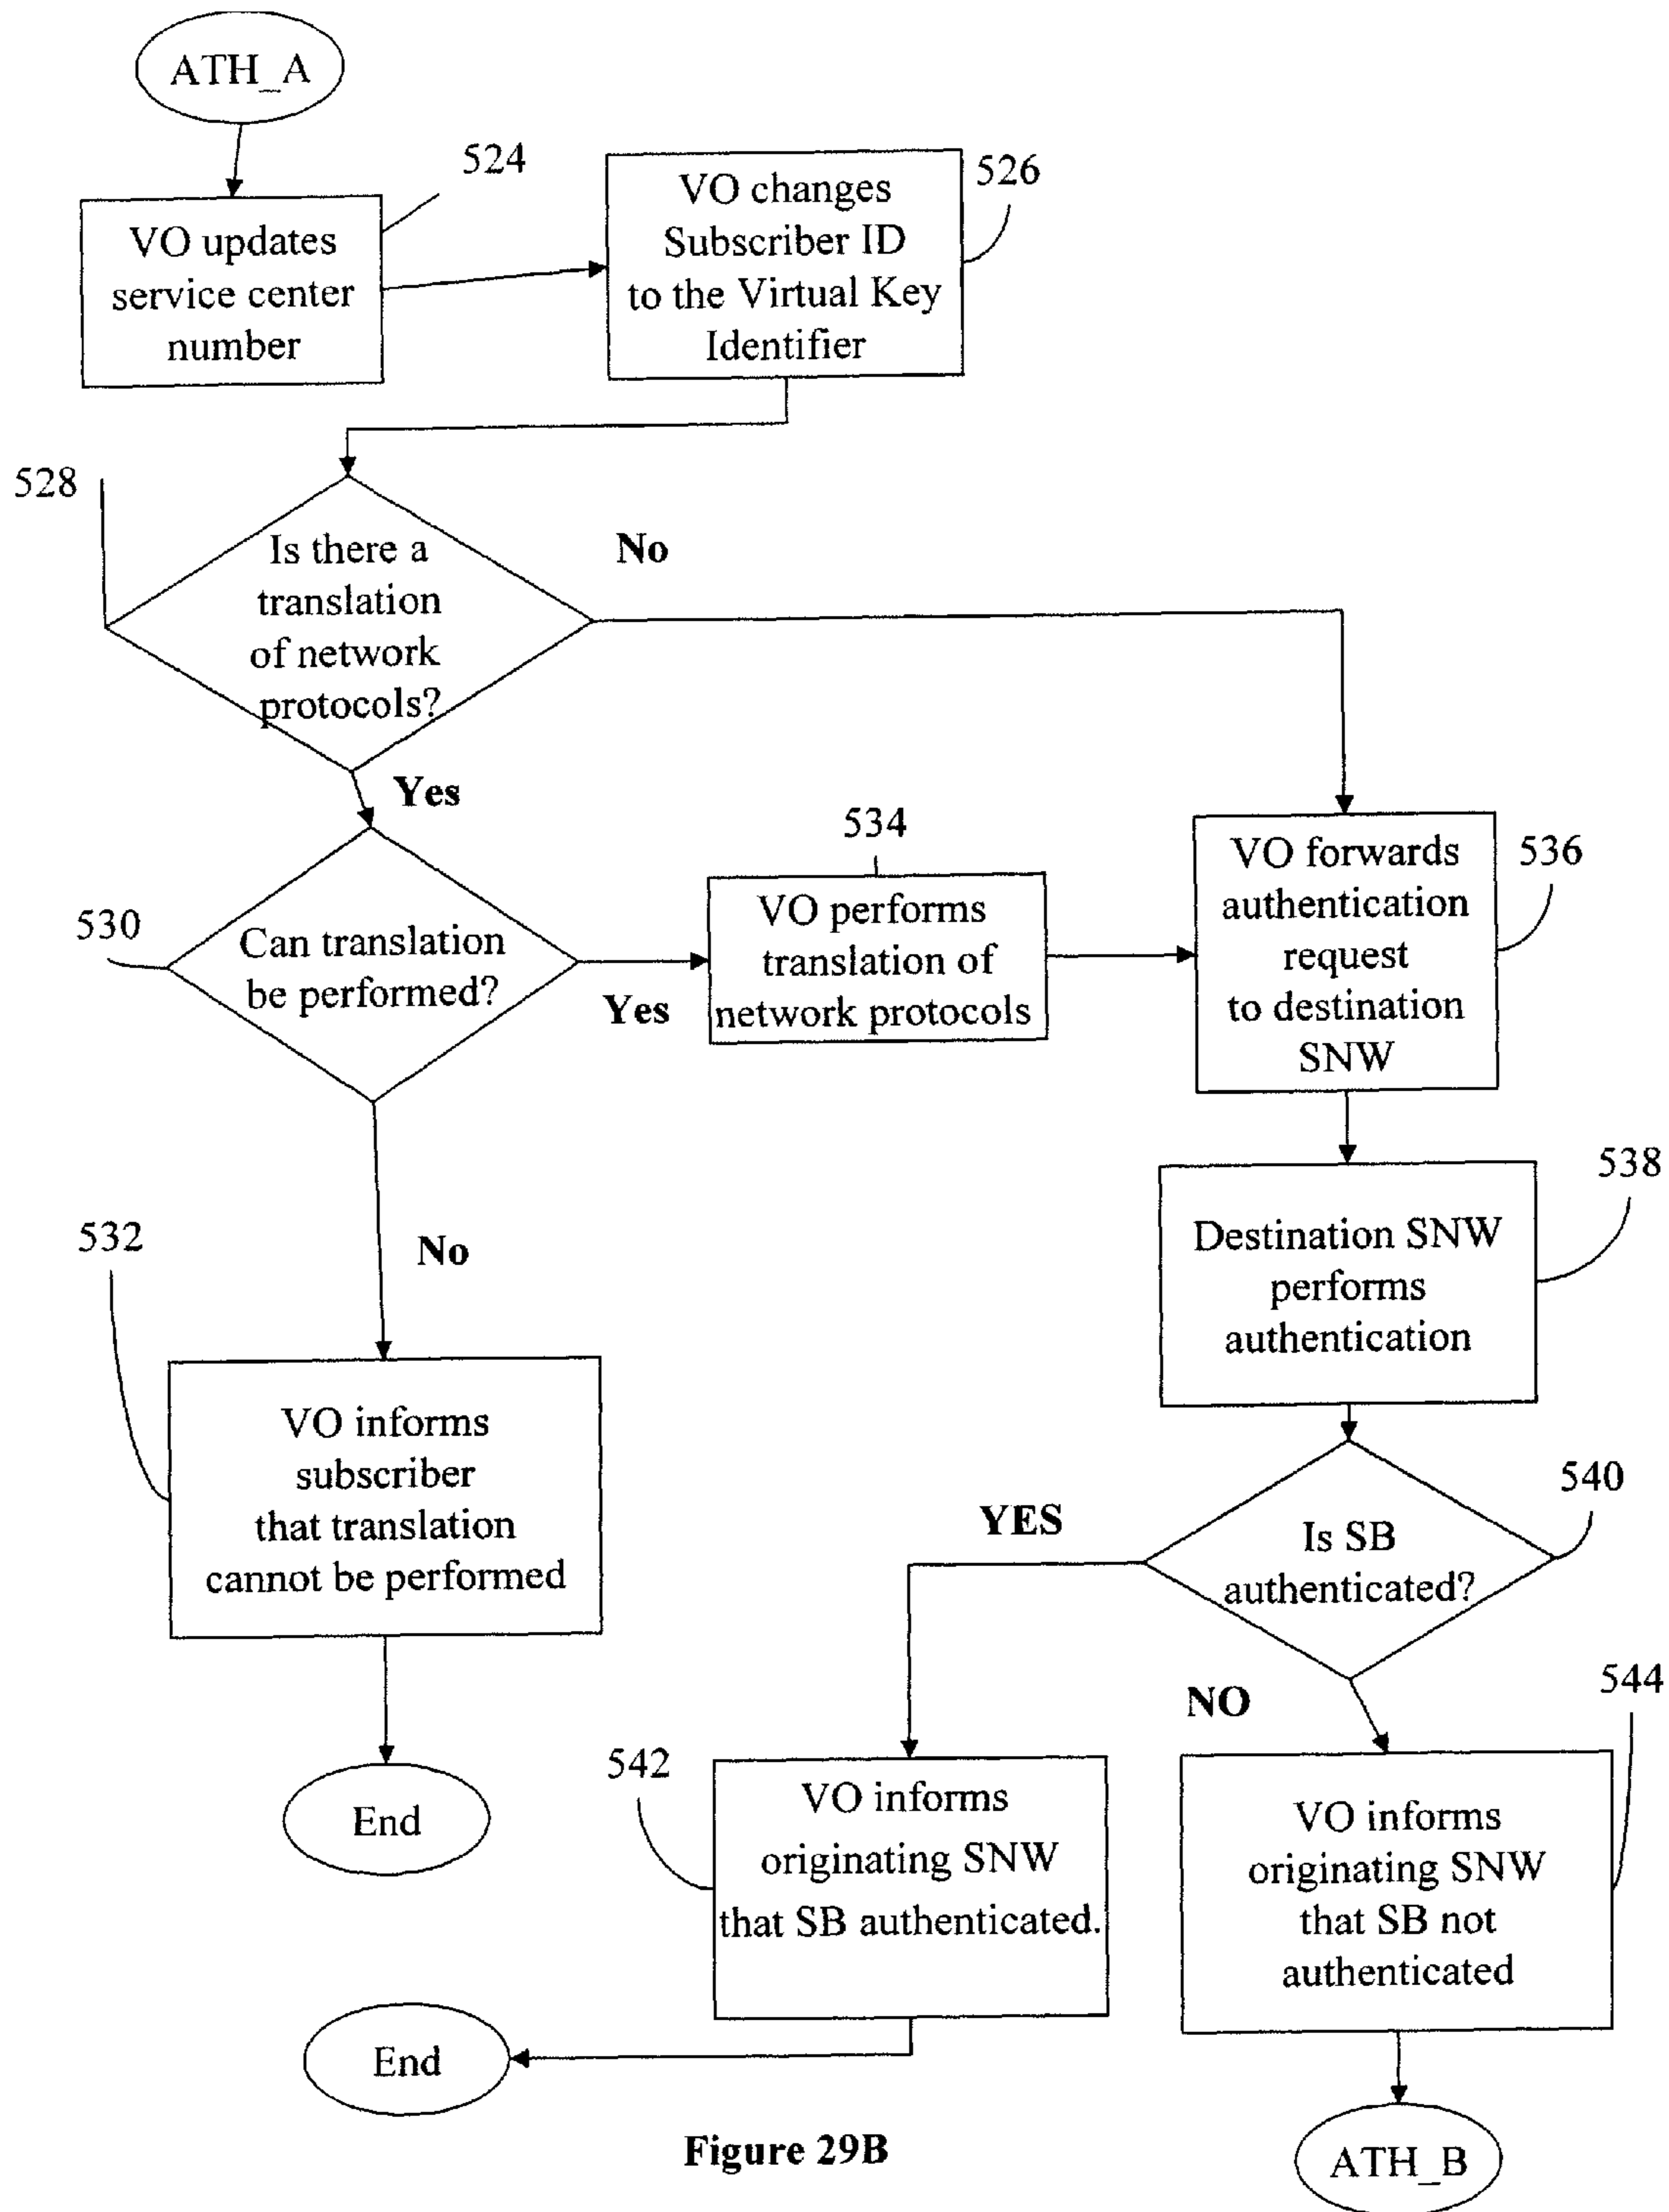 ATH_A
524
VO updates
service center
number
526
VO changes
Subscriber ID
to the Virtual Key
Identifier
528
Is there a
translation
of network
protocols?
No
Yes
530
Can translation
be performed?
Yes
534
VO performs
translation of
network protocols
536
VO forwards
authentication
request
to destination
SNW
538
Destination SNW
performs
authentication
532
No
VO informs
subscriber
that translation
cannot be performed
End
540
Is SB
authenticated?
YES
NO
542
VO informs
originating SNW
that SB authenticated.
End
544
VO informs
originating SNW
that SB not
authenticated
ATH_B
Figure 29B